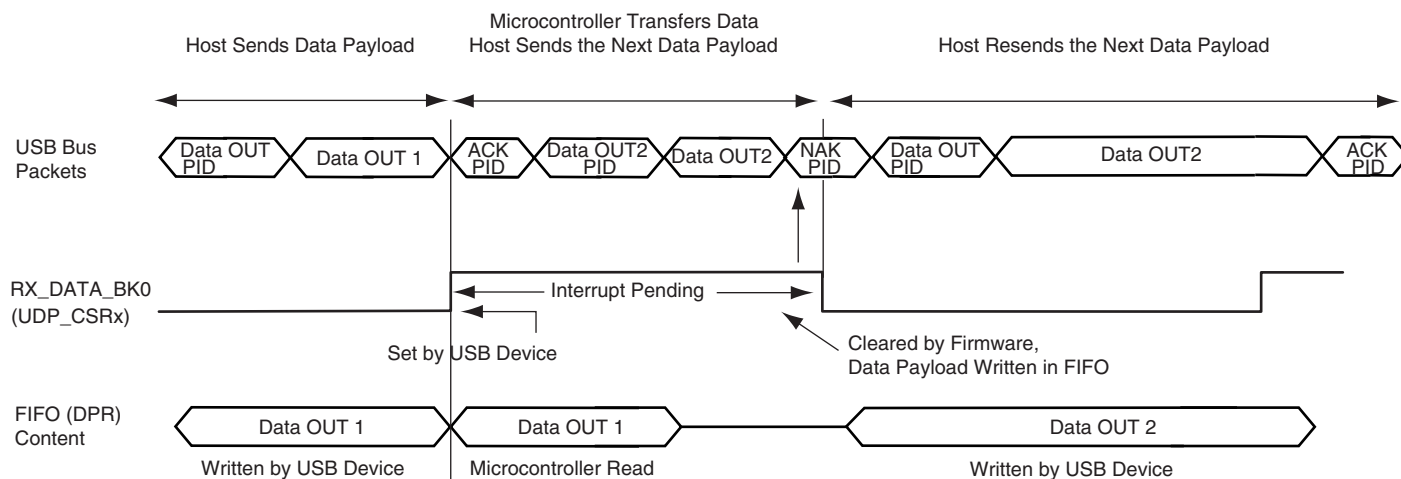 Microcontroller Transfers Data
Host Sends Data Payload
Host Sends the Next Data Payload
Host Resends the Next Data Payload
USB Bus
Packets
Data OUT
PID
Data OUT 1
ACK
PID
Data OUT2
PID
Data OUT2
NAK
PID
Data OUT
PID
Data OUT2
ACK
PID
RX_DATA_BK0
(UDP_CSRx)
Interrupt Pending
Set by USB Device
Cleared by Firmware,
Data Payload Written in FIFO
FIFO (DPR)
Content
Data OUT 1
Data OUT 1
Data OUT 2
Written by USB Device
Microcontroller Read
Written by USB Device